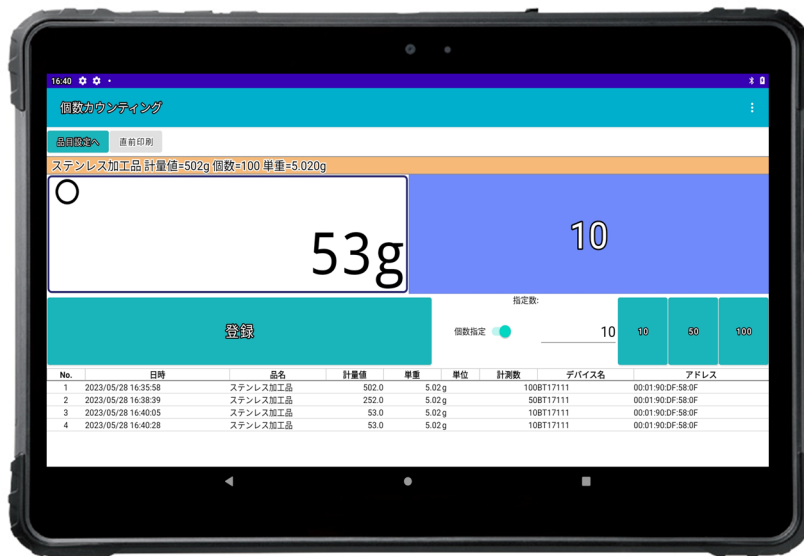 16:40
個数カウンティング
品目設定へ 直前印刷
ステンレス加工品 計量値=502g 個数=100 単重=5.020g
53g
10
登録
指定数:
個数指定 10 10 50 100
No. 日時 品名 計量値 単重 単位 計測数 デバイス名 アドレス
1 2023/05/28 16:35:58 ステンレス加工品 502.0 5.02 g 100 BT17111 00:01:90:DF:58:0F
2 2023/05/28 16:38:39 ステンレス加工品 252.0 5.02 g 50 BT17111 00:01:90:DF:58:0F
3 2023/05/28 16:40:05 ステンレス加工品 53.0 5.02 g 10 BT17111 00:01:90:DF:58:0F
4 2023/05/28 16:40:28 ステンレス加工品 53.0 5.02 g 10 BT17111 00:01:90:DF:58:0F